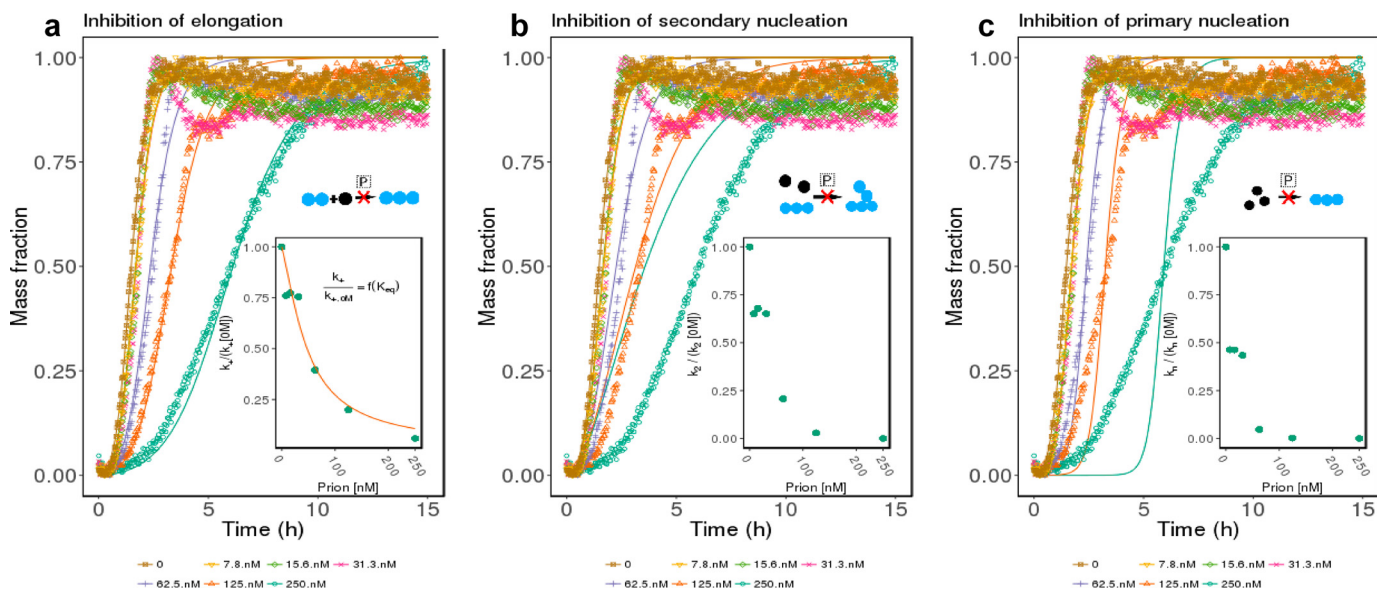 a Inhibition of elongation
Mass fraction
1.00
0.75
0.50
0.25
0.00
0 5 10 15
Time (h)
P
+
k₊/(k₊[0M])
1.00
0.75
0.50
0.25
k₊
k₊,₀M
= f(Keq)
0 100 200 250
Prion [nM]
0 7.8.nM 15.6.nM 31.3.nM
62.5.nM 125.nM 250.nM
b Inhibition of secondary nucleation
Mass fraction
1.00
0.75
0.50
0.25
0.00
0 5 10 15
Time (h)
P
k₂ / (k₂ [0M])
1.00
0.75
0.50
0.25
0.00
0 100 200 250
Prion [nM]
0 7.8.nM 15.6.nM 31.3.nM
62.5.nM 125.nM 250.nM
c Inhibition of primary nucleation
Mass fraction
1.00
0.75
0.50
0.25
0.00
0 5 10 15
Time (h)
P
kₙ / (kₙ [0M])
1.00
0.75
0.50
0.25
0.00
0 100 200 250
Prion [nM]
0 7.8.nM 15.6.nM 31.3.nM
62.5.nM 125.nM 250.nM